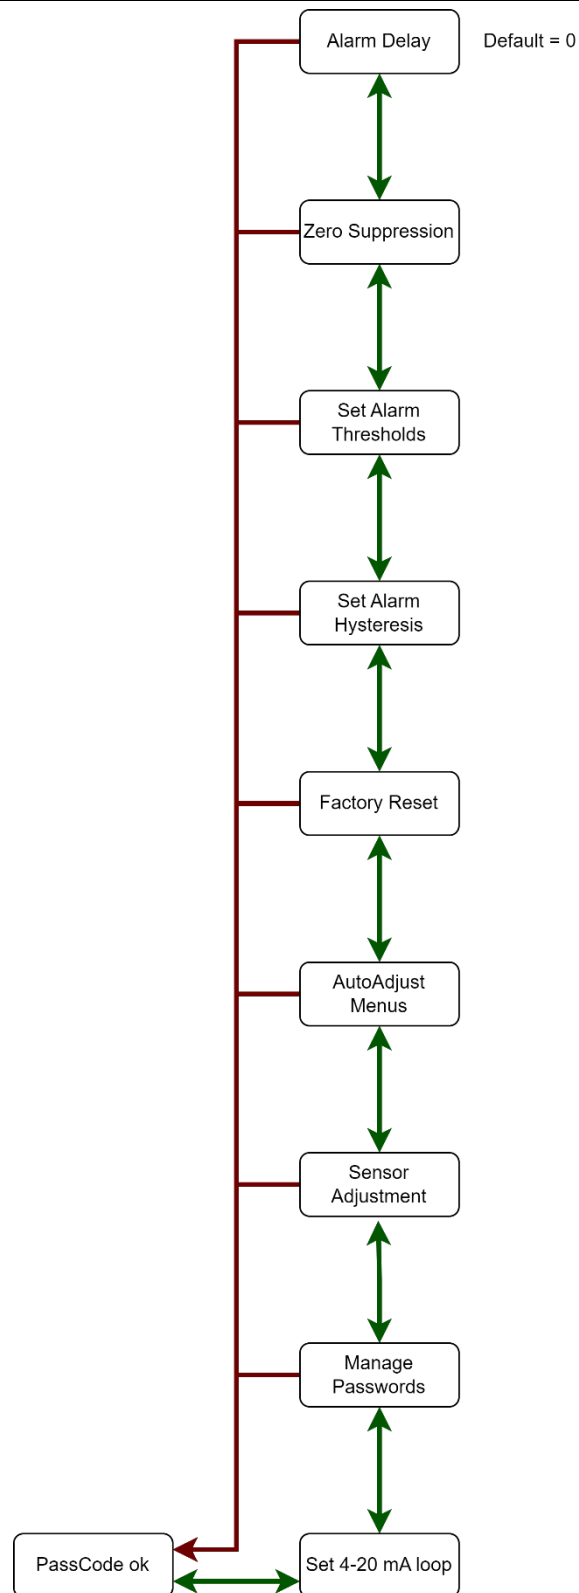 Alarm Delay
Default = 0
Zero Suppression
Set Alarm
Thresholds
Set Alarm
Hysteresis
Factory Reset
AutoAdjust
Menus
Sensor
Adjustment
Manage
Passwords
PassCode ok
Set 4-20 mA loop